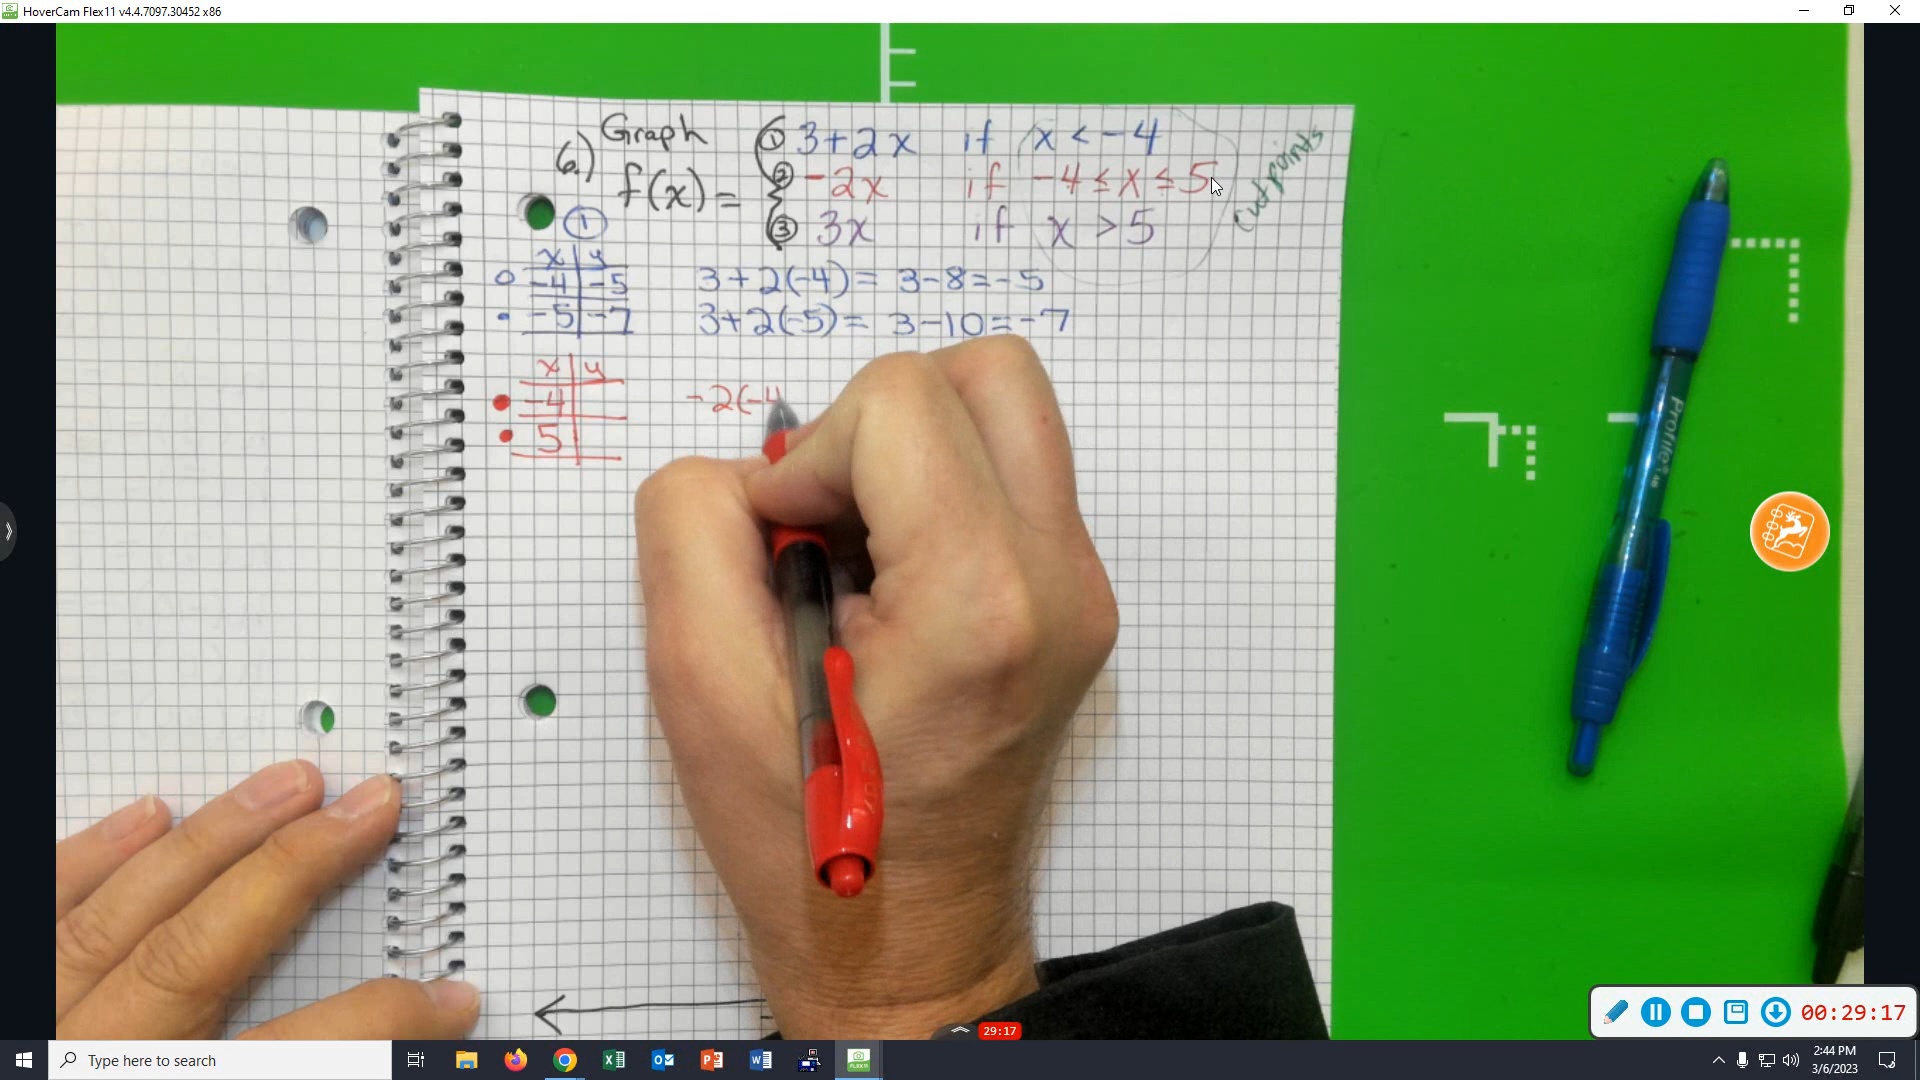 HoverCam Flex11 v4.4.7097.30452 x86
Graph
6.) f(x) =
① 3+2x if x < -4
② -2x if -4 ≤ x ≤ 5
③ 3x if x > 5
cutpoints
①
x y
-4 -5 3+2(-4) = 3-8=-5
-5 -7 3+2(-5) = 3-10=-7
x y
-4 -2(-4
5
Profile
29:17
00:29:17
Type here to search
2:44 PM
3/6/2023